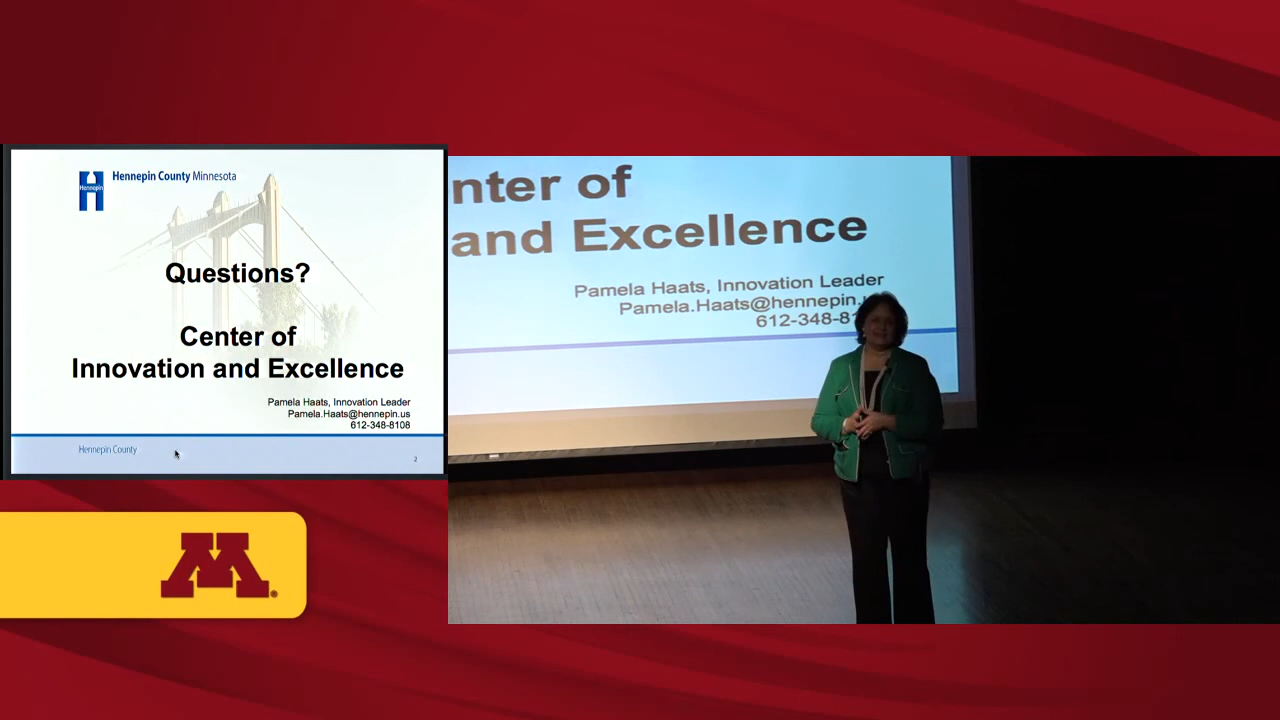 Hennepin
Hennepin County Minnesota
Questions?
Center of
Innovation and Excellence
Pamela Haats, Innovation Leader
Pamela.Haats@hennepin.us
612-348-8108
Hennepin County
2
M
nter of
and Excellence
Pamela Haats, Innovation Leader
Pamela.Haats@hennepin.
612-348-81